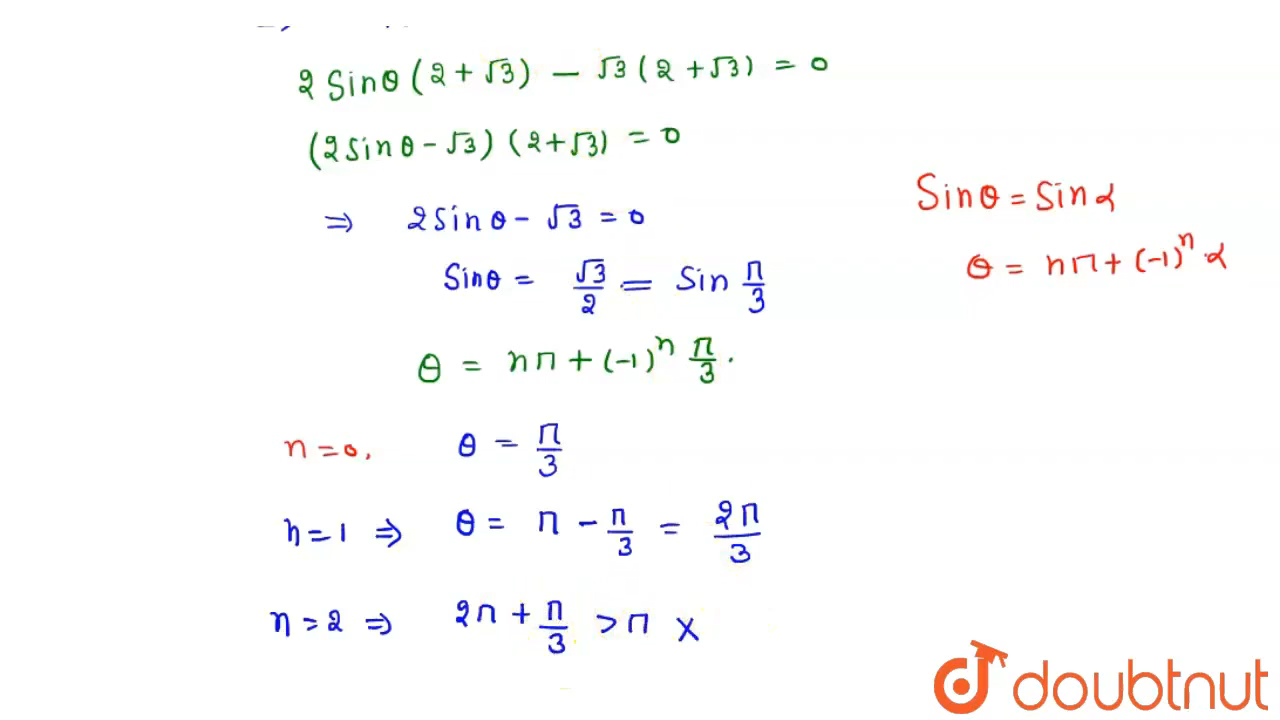 2 Sinθ (2 + √3) − √3 (2 + √3) = 0
(2 sin θ − √3) (2 + √3) = 0
⇒ 2 sin θ − √3 = 0
Sinθ = √3/2 = Sin π/3
θ = nπ + (-1)^n π/3.
n = 0, θ = π/3
n = 1 ⇒ θ = π − π/3 = 2π/3
n = 2 ⇒ 2π + π/3 > π ×
Sinθ = Sin α
θ = nπ + (-1)^n . α
doubtnut